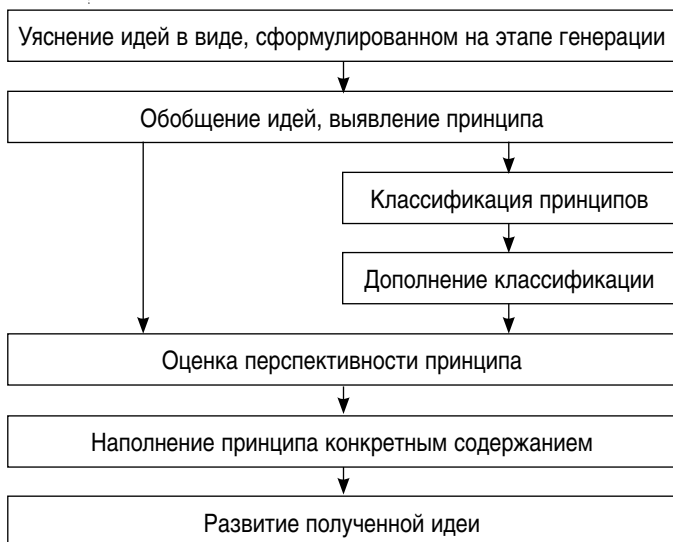 Уяснение идей в виде, сформулированном на этапе генерации
Обобщение идей, выявление принципа
Классификация принципов
Дополнение классификации
Оценка перспективности принципа
Наполнение принципа конкретным содержанием
Развитие полученной идеи